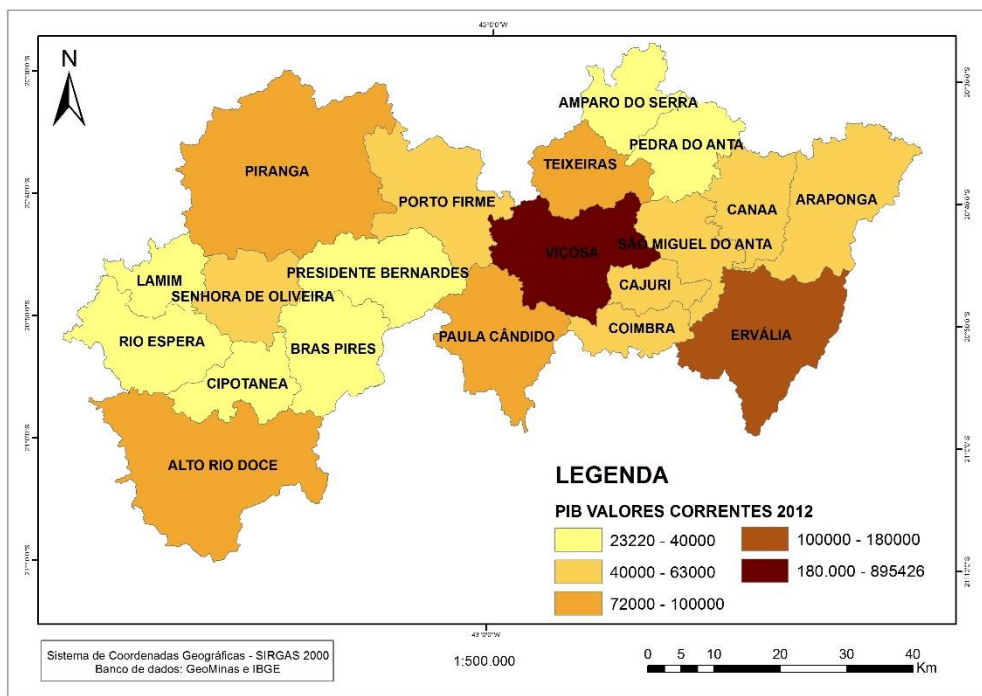 43°0'0"W
N
AMPARO DO SERRA
PEDRA DO ANTA
TEIXEIRAS
PIRANGA
ARAPONGA
PORTO FIRME
CANAA
SÃO MIGUEL DO ANTA
VIÇOSA
PRESIDENTE BERNARDES
LAMIM
SENHORA DE OLIVEIRA
CAJURI
COIMBRA
ERVÁLIA
PAULA CÂNDIDO
RIO ESPERA
BRAS PIRES
CIPOTANEA
ALTO RIO DOCE
LEGENDA
PIB VALORES CORRENTES 2012
23220 - 40000
100000 - 180000
40000 - 63000
180.000 - 895426
72000 - 100000
43°0'0"W
Sistema de Coordenadas Geográficas - SIRGAS 2000
Banco de dados: GeoMinas e IBGE
1:500.000
0 5 10 20 30 40
Km